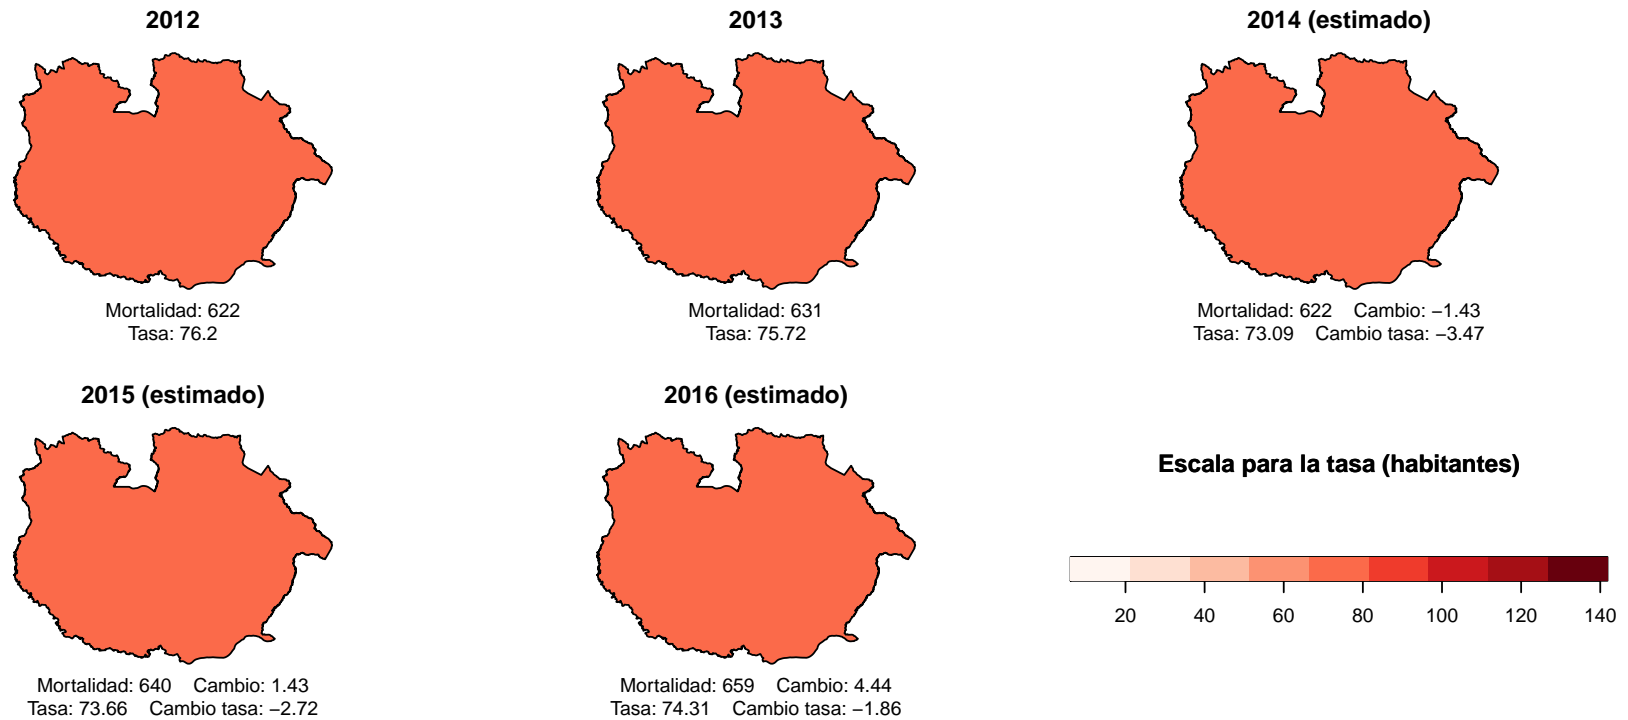 2012
2013
2014 (estimado)
Mortalidad: 622
Tasa: 76.2
Mortalidad: 631
Tasa: 75.72
Mortalidad: 622 Cambio: −1.43
Tasa: 73.09 Cambio tasa: −3.47
2015 (estimado)
2016 (estimado)
Escala para la tasa (habitantes)
20 40 60 80 100 120 140
Mortalidad: 640 Cambio: 1.43
Tasa: 73.66 Cambio tasa: −2.72
Mortalidad: 659 Cambio: 4.44
Tasa: 74.31 Cambio tasa: −1.86